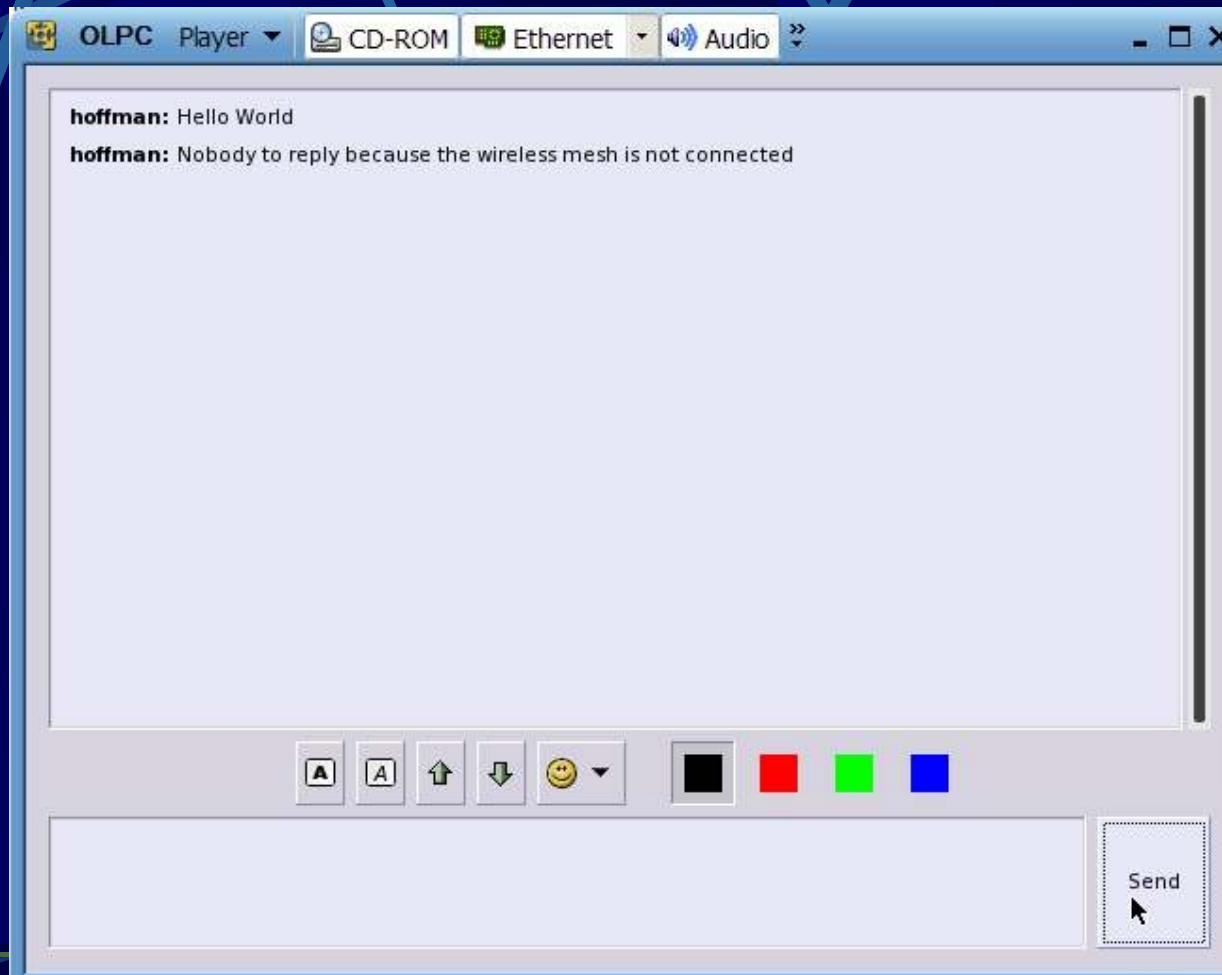 OLPC Player CD-ROM Ethernet Audio
hoffman: Hello World
hoffman: Nobody to reply because the wireless mesh is not connected
A A
Send